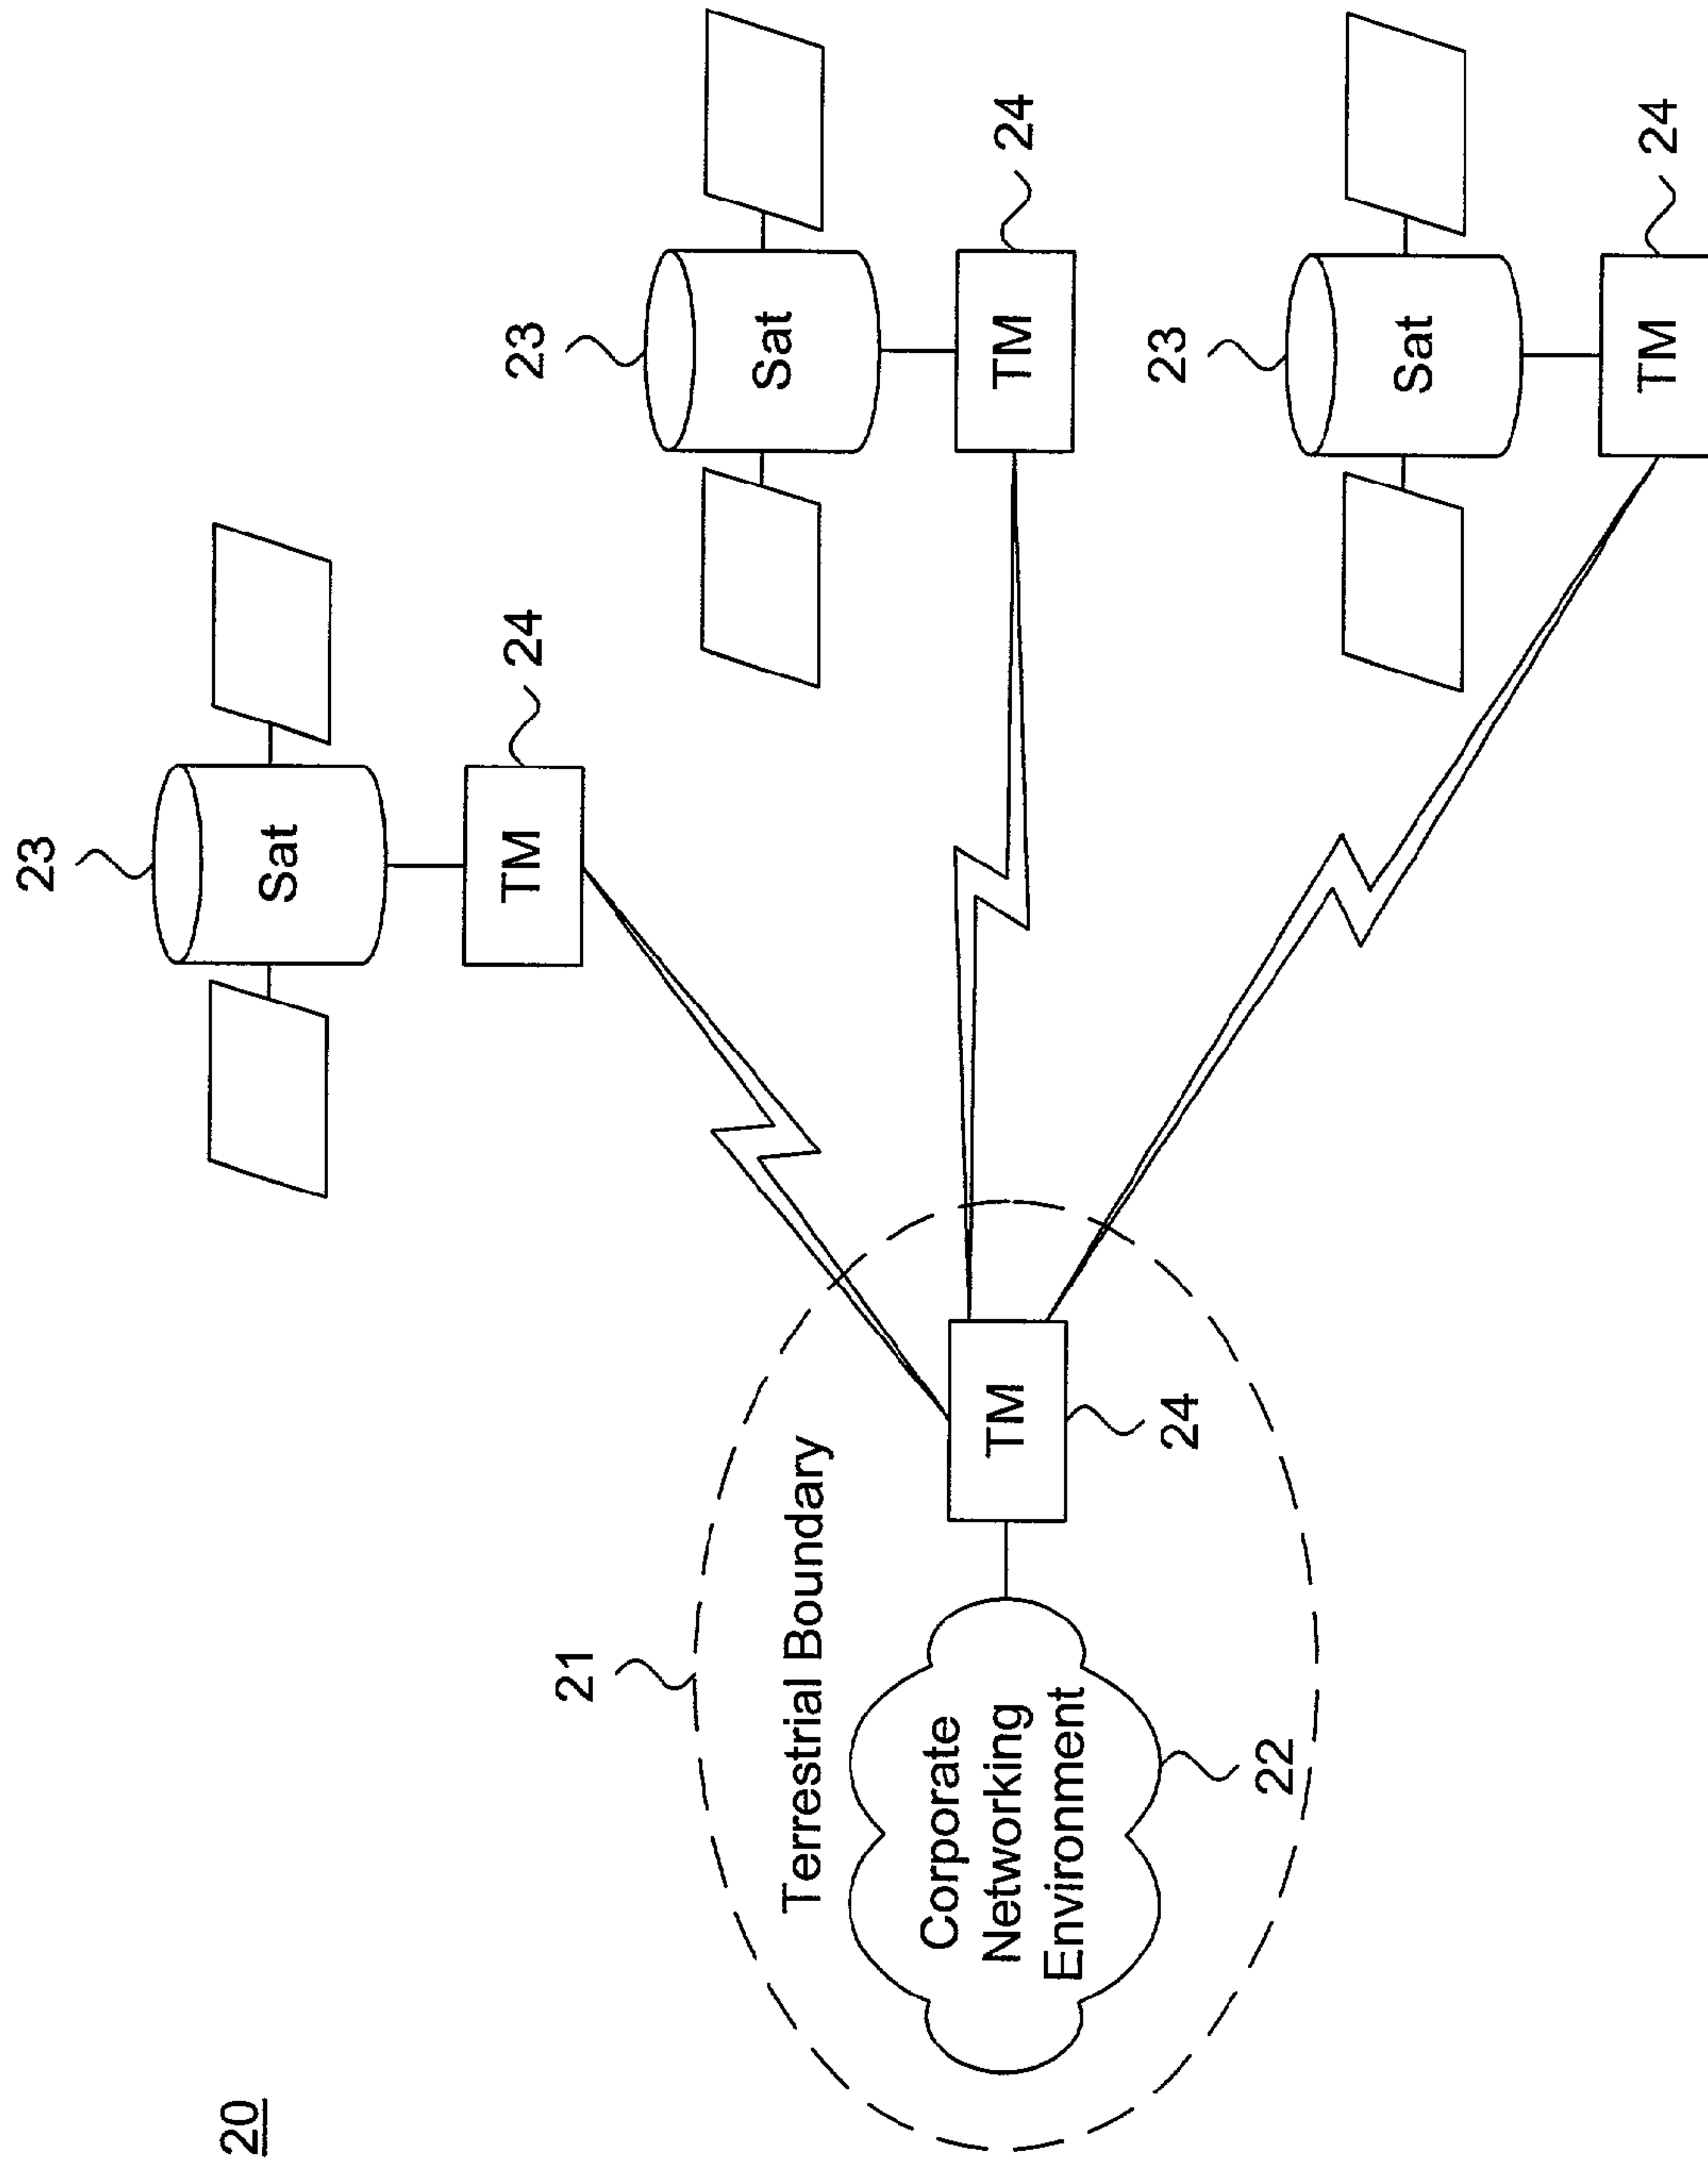 20
21
Terrestrial Boundary
Corporate
Networking
Environment
22
TM
24
23
Sat
TM
24
23
Sat
TM
24
23
Sat
TM
24